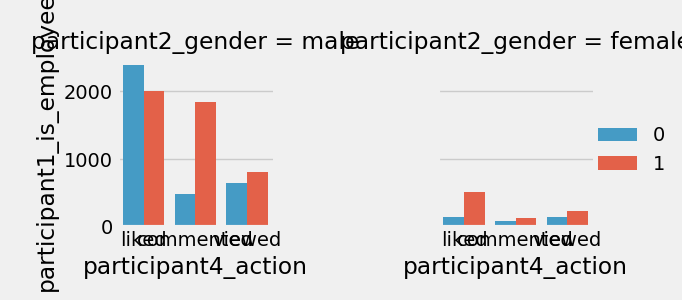 participant2_gender = male
participant2_gender = female
participant1_is_employee
2000
1000
0
liked
commented
viewed
liked
commented
viewed
participant4_action
participant4_action
0
1